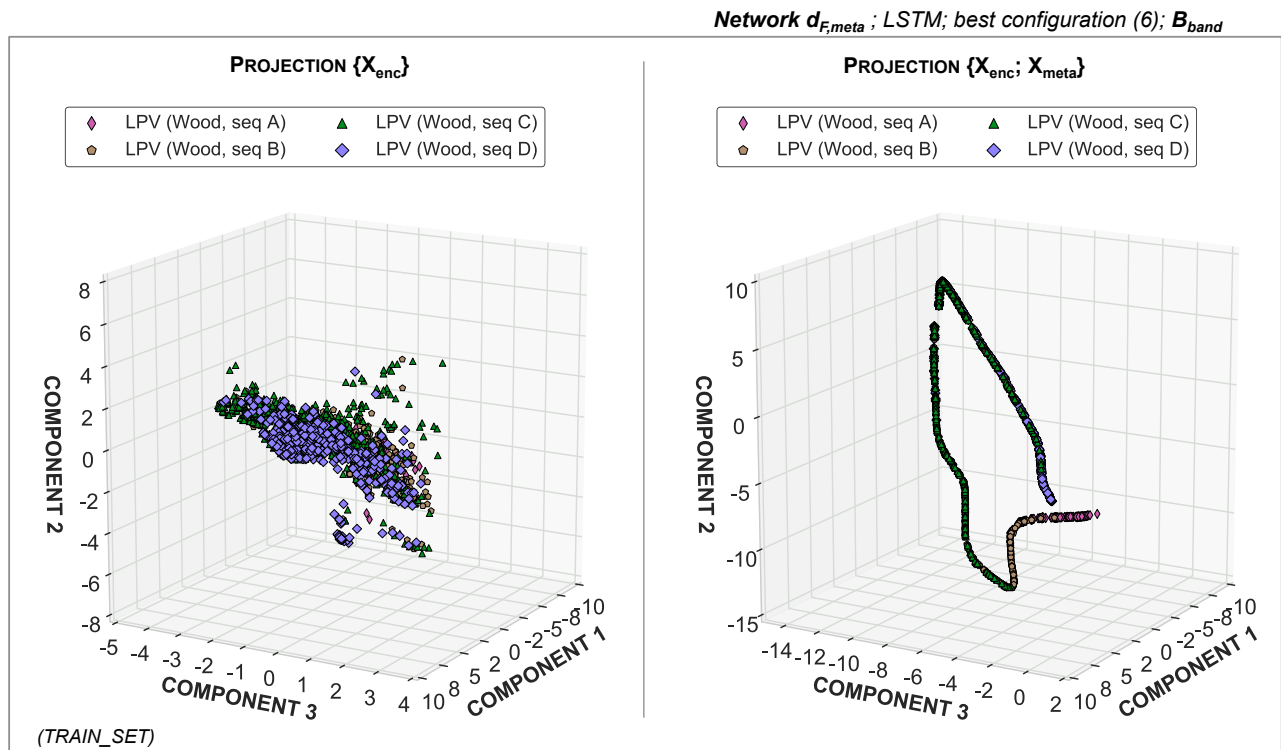 Network d_F,meta ; LSTM; best configuration (6); B_band
PROJECTION {X_enc}
LPV (Wood, seq A)
LPV (Wood, seq B)
LPV (Wood, seq C)
LPV (Wood, seq D)
8
6
4
2
0
-2
-4
-6
-8
COMPONENT 2
-5
-4
-3
-2
-1
0
1
2
3
4
COMPONENT 3
10
8
5
2
0
-2
-5
-8
-10
COMPONENT 1
(TRAIN_SET)
PROJECTION {X_enc; X_meta}
LPV (Wood, seq A)
LPV (Wood, seq B)
LPV (Wood, seq C)
LPV (Wood, seq D)
10
5
0
-5
-10
-15
COMPONENT 2
-14
-12
-10
-8
-6
-4
-2
0
2
COMPONENT 3
10
8
5
2
0
-2
-5
-8
-10
COMPONENT 1